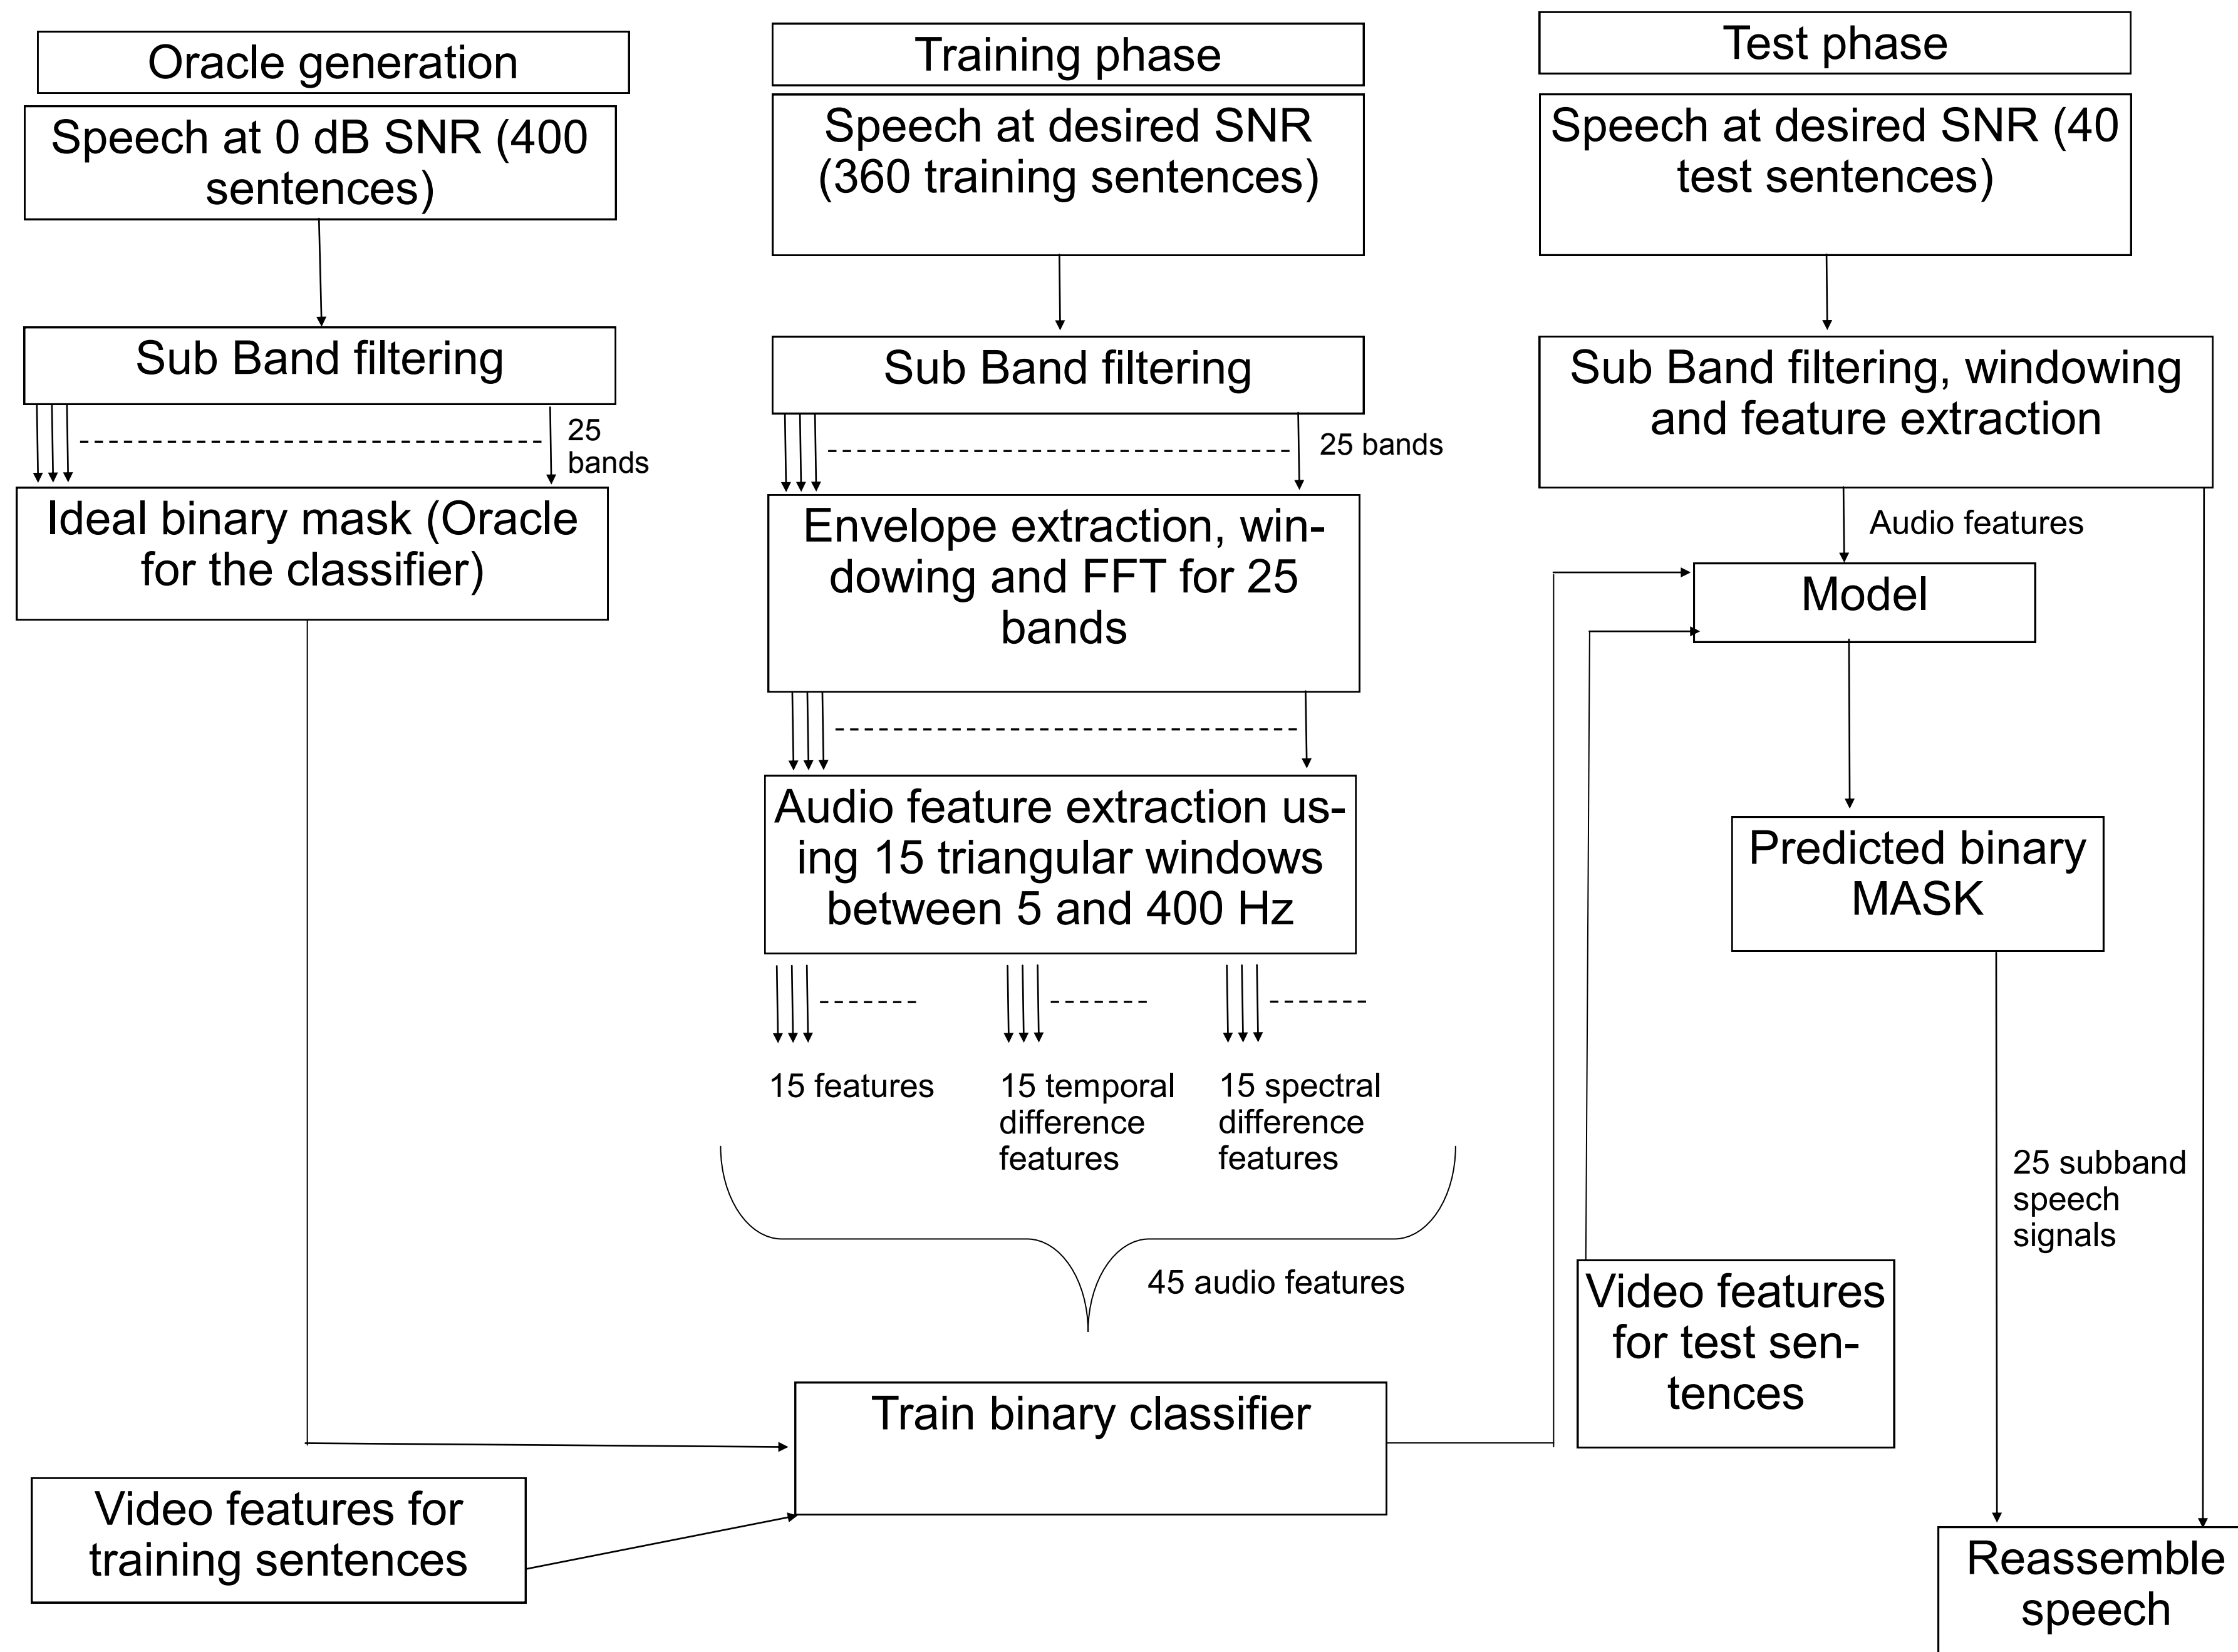 Oracle generation
Speech at 0 dB SNR (400
sentences)
Sub Band filtering
25
bands
Ideal binary mask (Oracle
for the classifier)
Video features for
training sentences
Training phase
Speech at desired SNR
(360 training sentences)
Sub Band filtering
25 bands
Envelope extraction, win-
dowing and FFT for 25
bands
Audio feature extraction us-
ing 15 triangular windows
between 5 and 400 Hz
15 features
15 temporal
difference
features
15 spectral
difference
features
45 audio features
Train binary classifier
Test phase
Speech at desired SNR (40
test sentences)
Sub Band filtering, windowing
and feature extraction
Audio features
Model
Predicted binary
MASK
25 subband
speech
signals
Video features
for test sen-
tences
Reassemble
speech